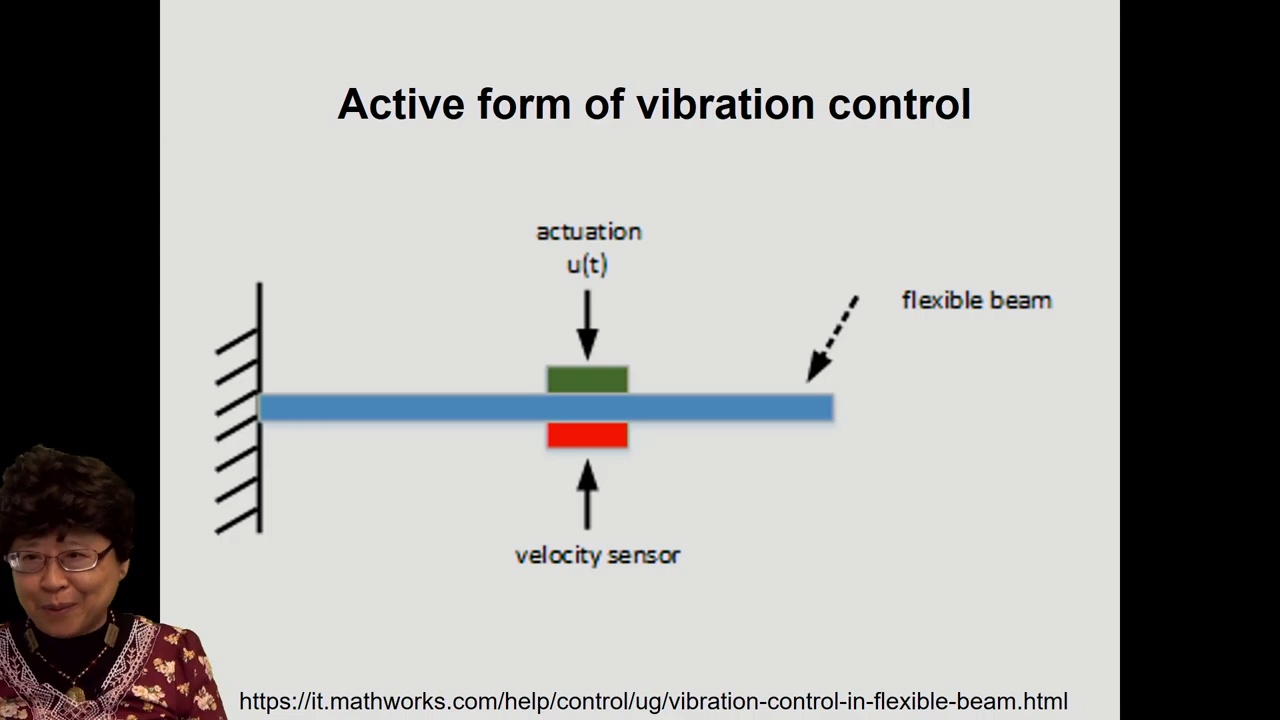 Active form of vibration control
actuation
u(t)
flexible beam
velocity sensor
https://it.mathworks.com/help/control/ug/vibration-control-in-flexible-beam.html